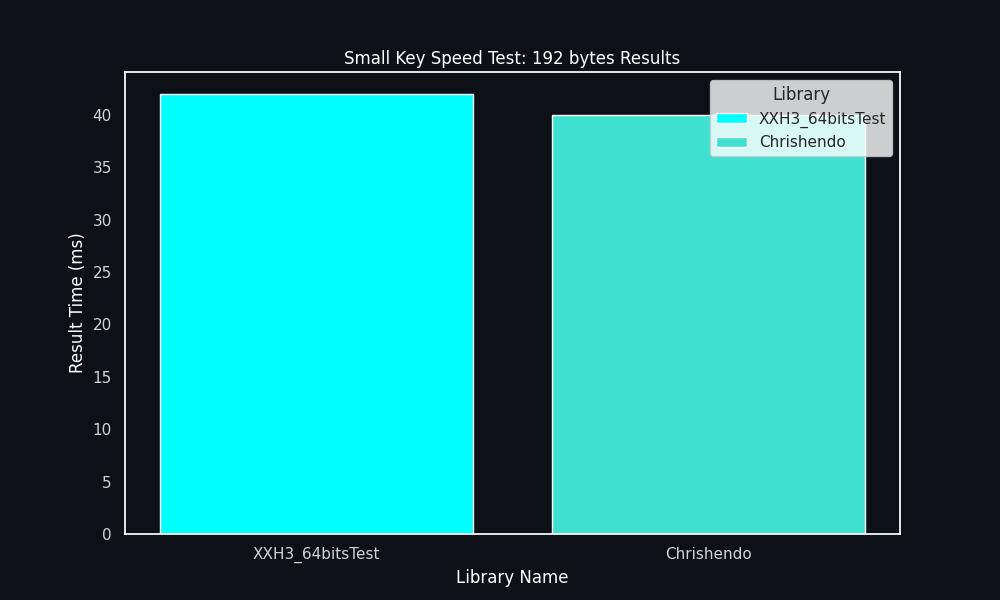 Small Key Speed Test: 192 bytes Results
Library
XXH3_64bitsTest
Chrishendo
Result Time (ms)
40
35
30
25
20
15
10
5
0
XXH3_64bitsTest
Chrishendo
Library Name